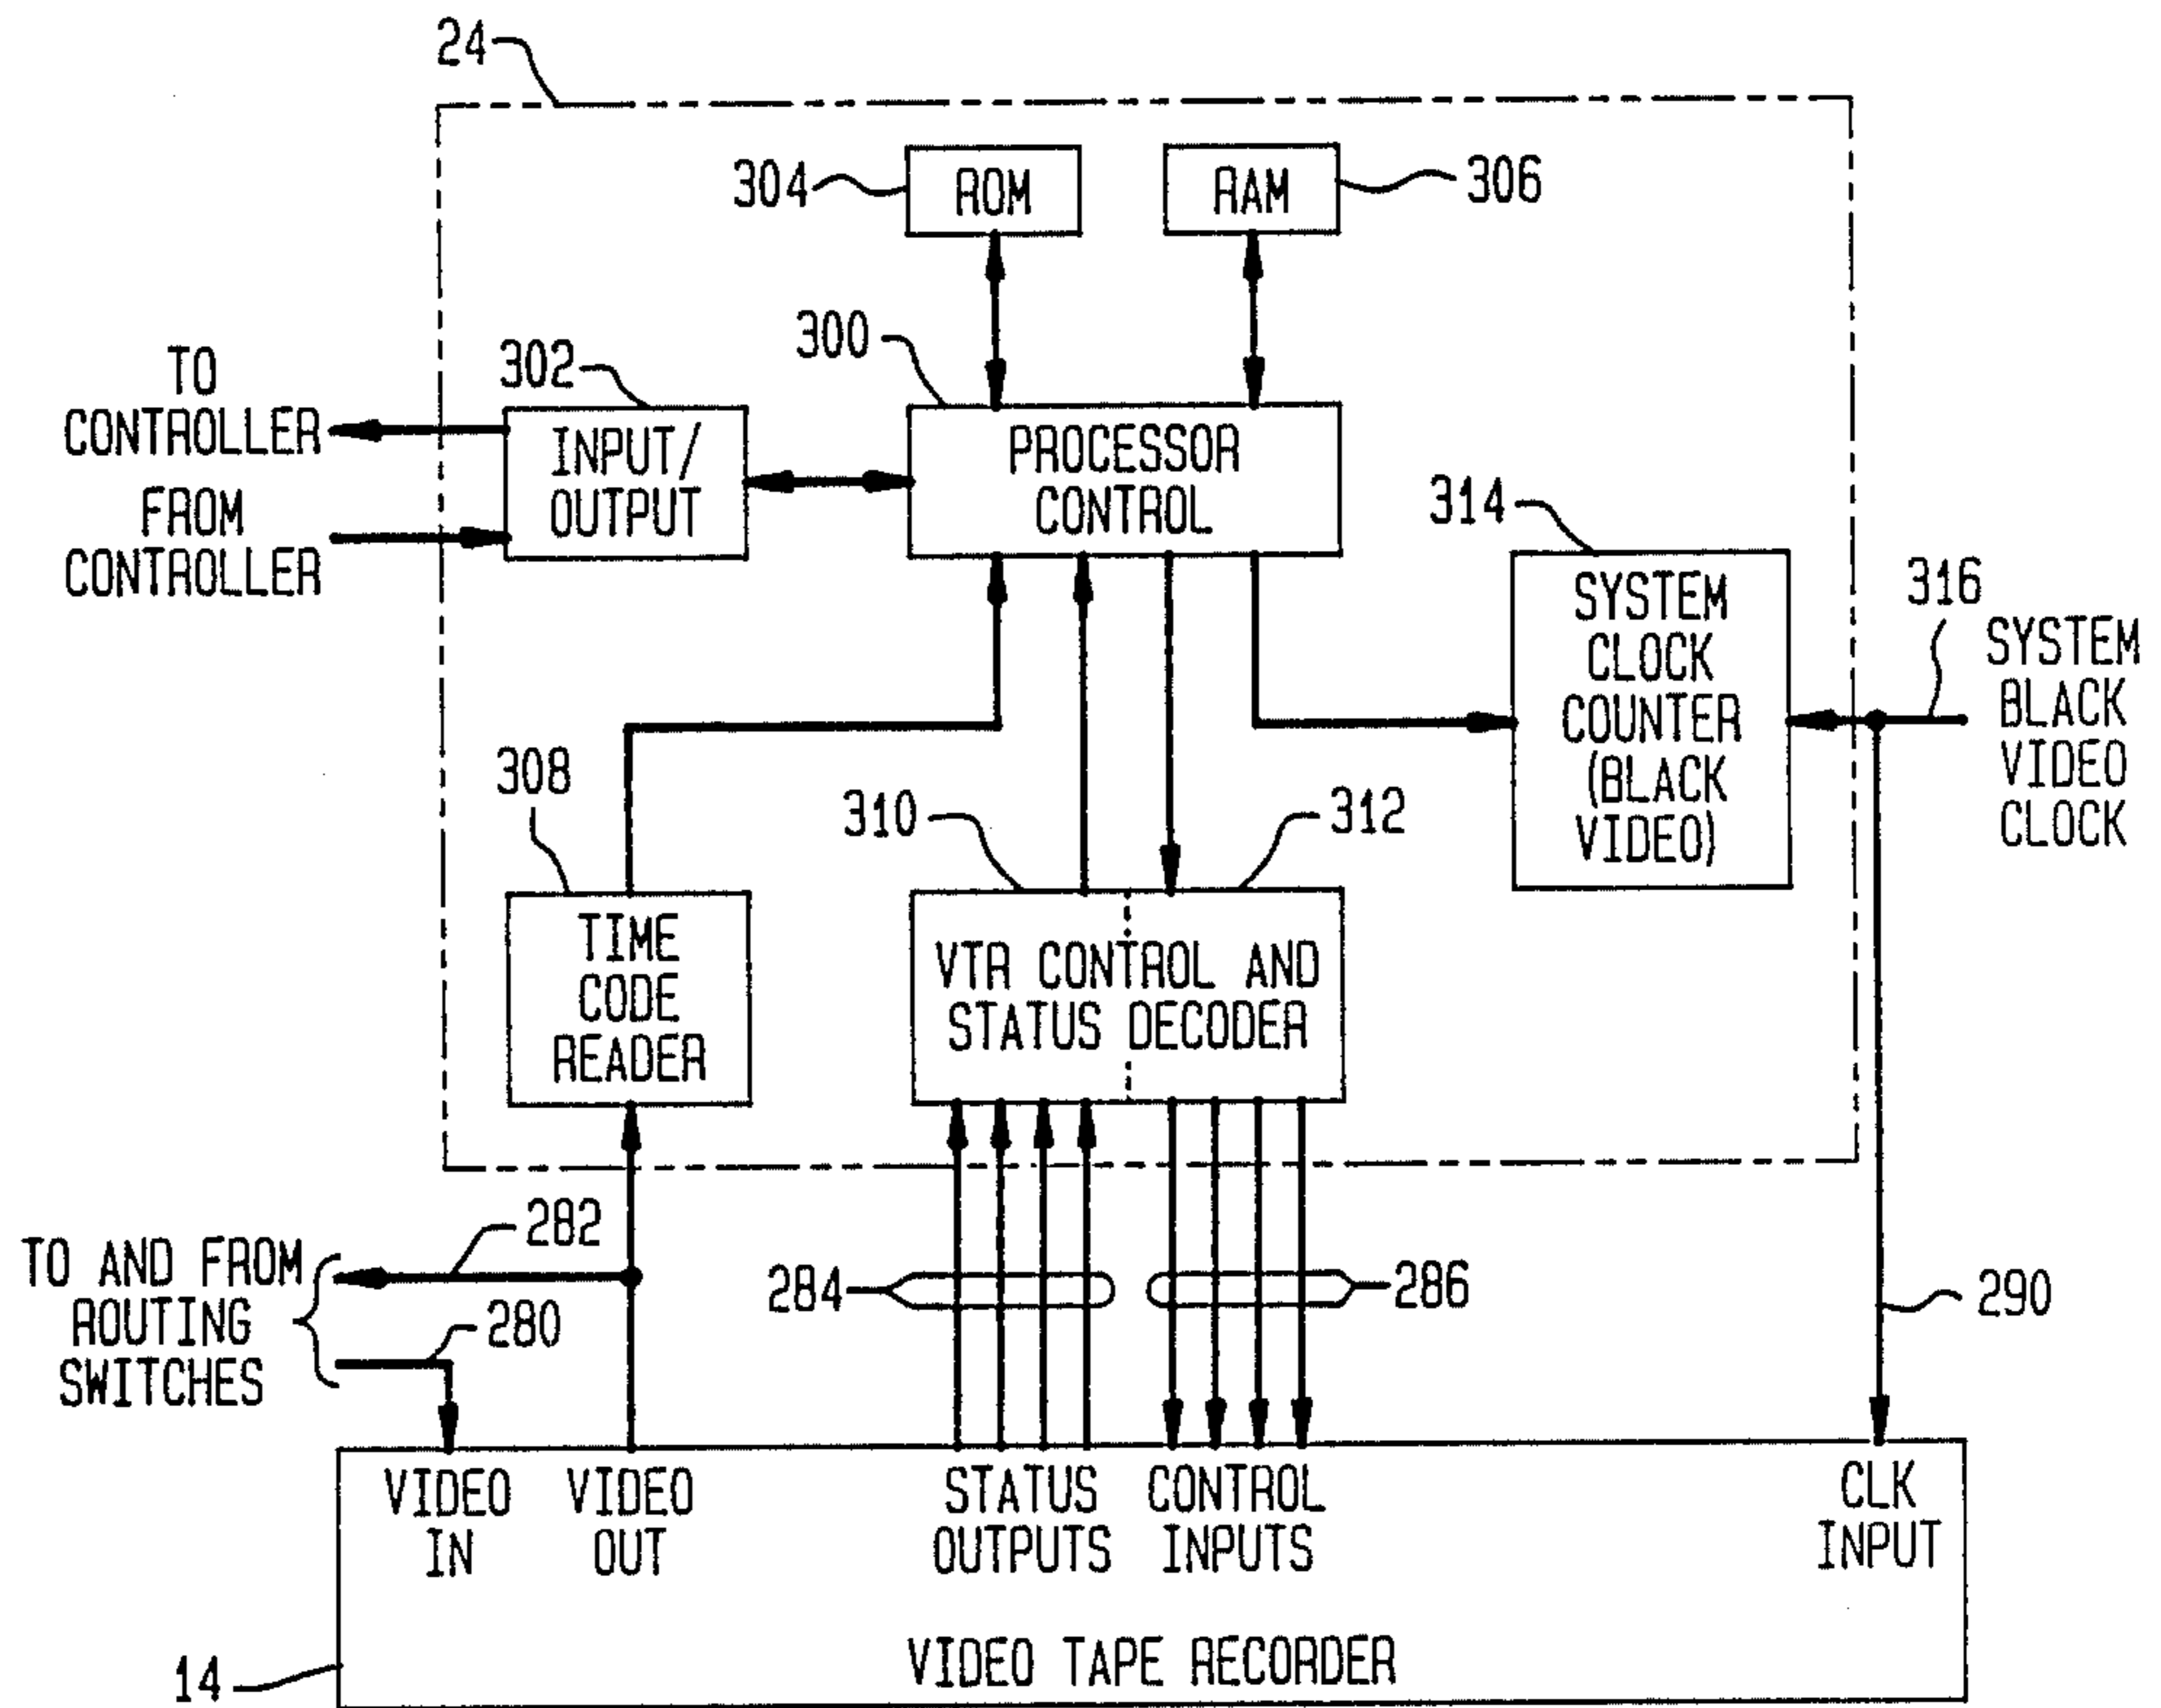 24
304
ROM
RAM
306
300
302
TO
CONTROLLER
FROM
CONTROLLER
INPUT/
OUTPUT
PROCESSOR
CONTROL
314
SYSTEM
CLOCK
COUNTER
(BLACK
VIDEO)
316
SYSTEM
BLACK
VIDEO
CLOCK
308
310
312
TIME
CODE
READER
VTR CONTROL AND
STATUS DECODER
282
TO AND FROM
ROUTING
SWITCHES
280
284
286
290
VIDEO
IN
VIDEO
OUT
STATUS
OUTPUTS
CONTROL
INPUTS
CLK
INPUT
VIDEO TAPE RECORDER
14